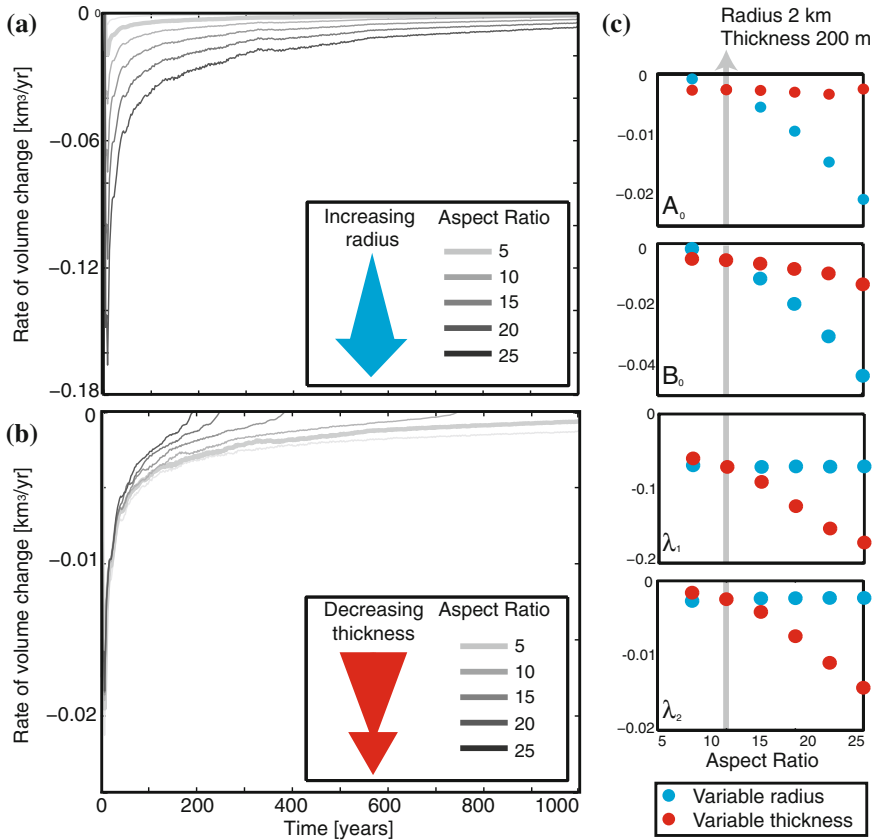 (a)
Rate of volume change [km³/yr]
0
−0.06
−0.12
−0.18
Increasing
radius
Aspect Ratio
5
10
15
20
25
(b)
Rate of volume change [km³/yr]
0
−0.01
−0.02
0
200
400
600
800
1000
Time [years]
Decreasing
thickness
Aspect Ratio
5
10
15
20
25
(c)
Radius 2 km
Thickness 200 m
0
−0.01
−0.02
A₀
0
−0.02
−0.04
B₀
0
-0.1
−0.2
λ₁
0
−0.01
−0.02
λ₂
5
10
15
20
25
Aspect Ratio
Variable radius
Variable thickness